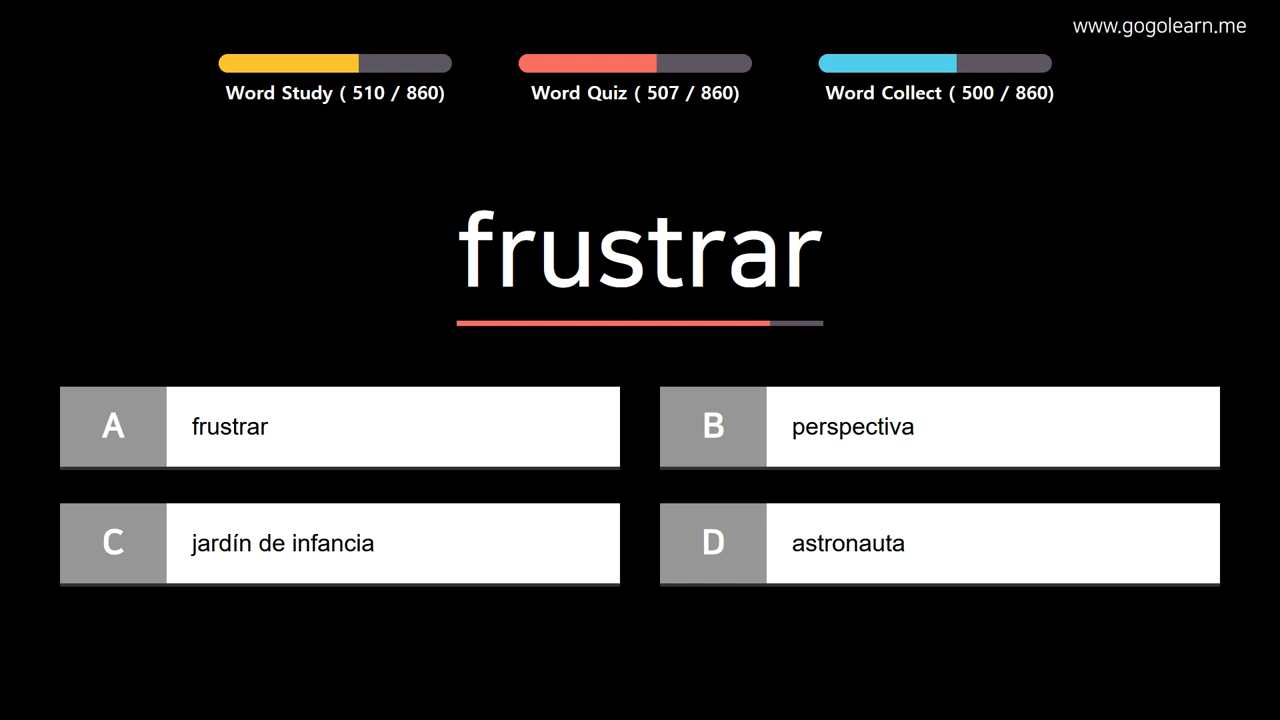 www.gogolearn.me
Word Study ( 510 / 860)
Word Quiz ( 507 / 860)
Word Collect ( 500 / 860)
frustrar
A frustrar
B perspectiva
C jardín de infancia
D astronauta